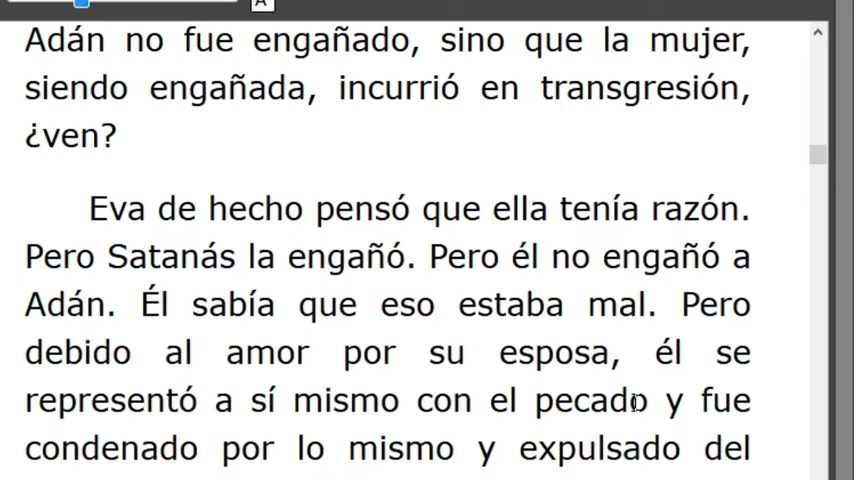 A
Adán no fue engañado, sino que la mujer,
siendo engañada, incurrió en transgresión,
¿ven?
Eva de hecho pensó que ella tenía razón.
Pero Satanás la engañó. Pero él no engañó a
Adán. Él sabía que eso estaba mal. Pero
debido al amor por su esposa, él se
representó a sí mismo con el pecado y fue
condenado por lo mismo y expulsado del